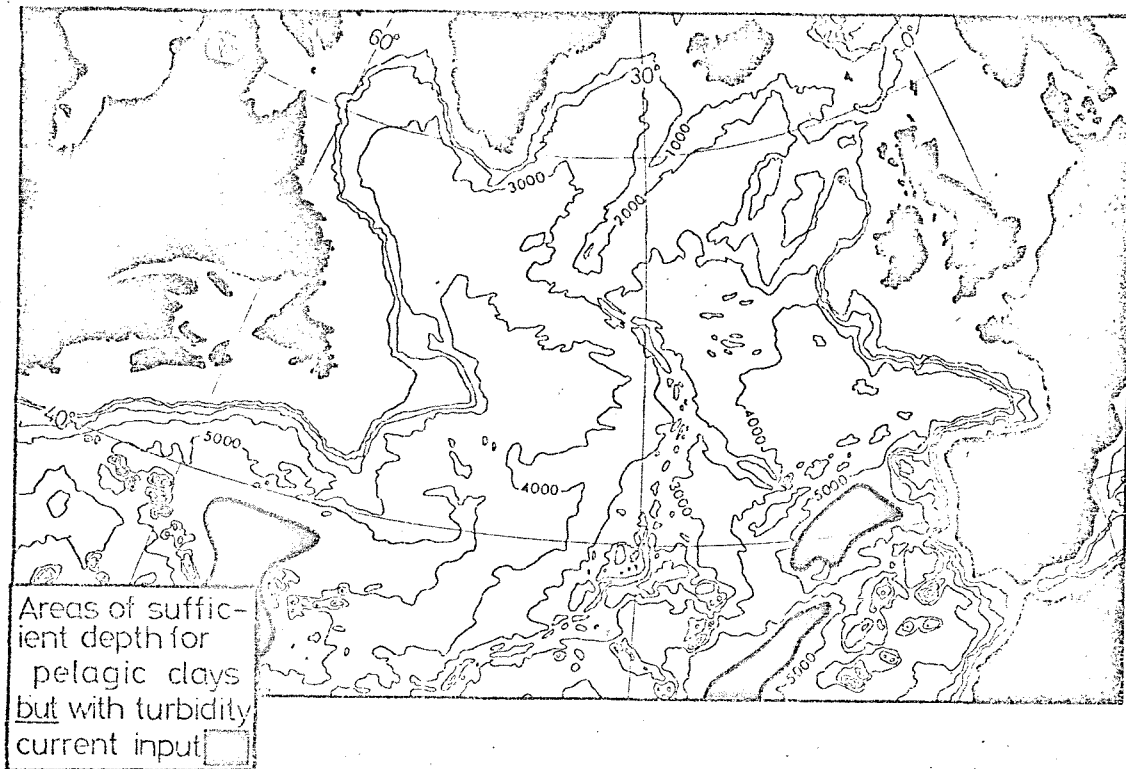 60°
30°
0°
1000
3000
2000
40°
5000
4000
4000
3000
5000
5000
Areas of suffic-
ient depth for
pelagic clays
but with turbidity
current input